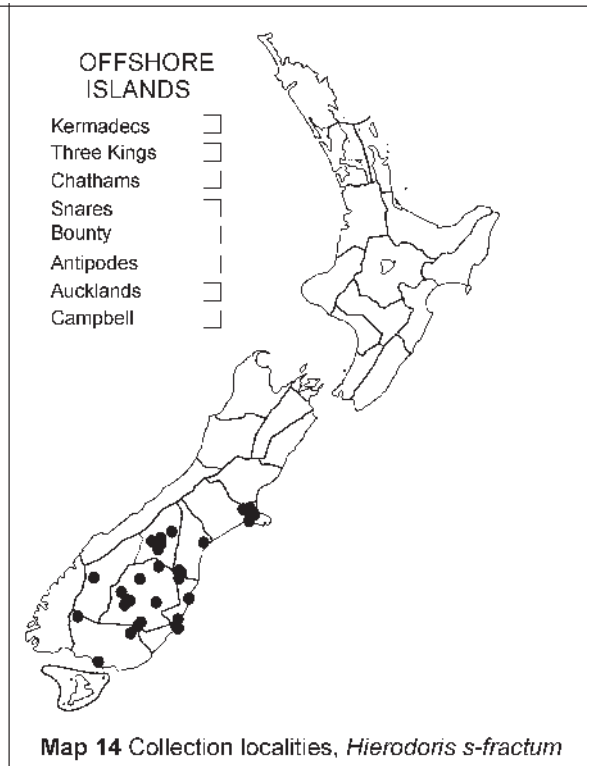 OFFSHORE
ISLANDS
Kermadecs
Three Kings
Chathams
Snares
Bounty
Antipodes
Aucklands
Campbell
Map 14 Collection localities, Hierodoris s-fractum